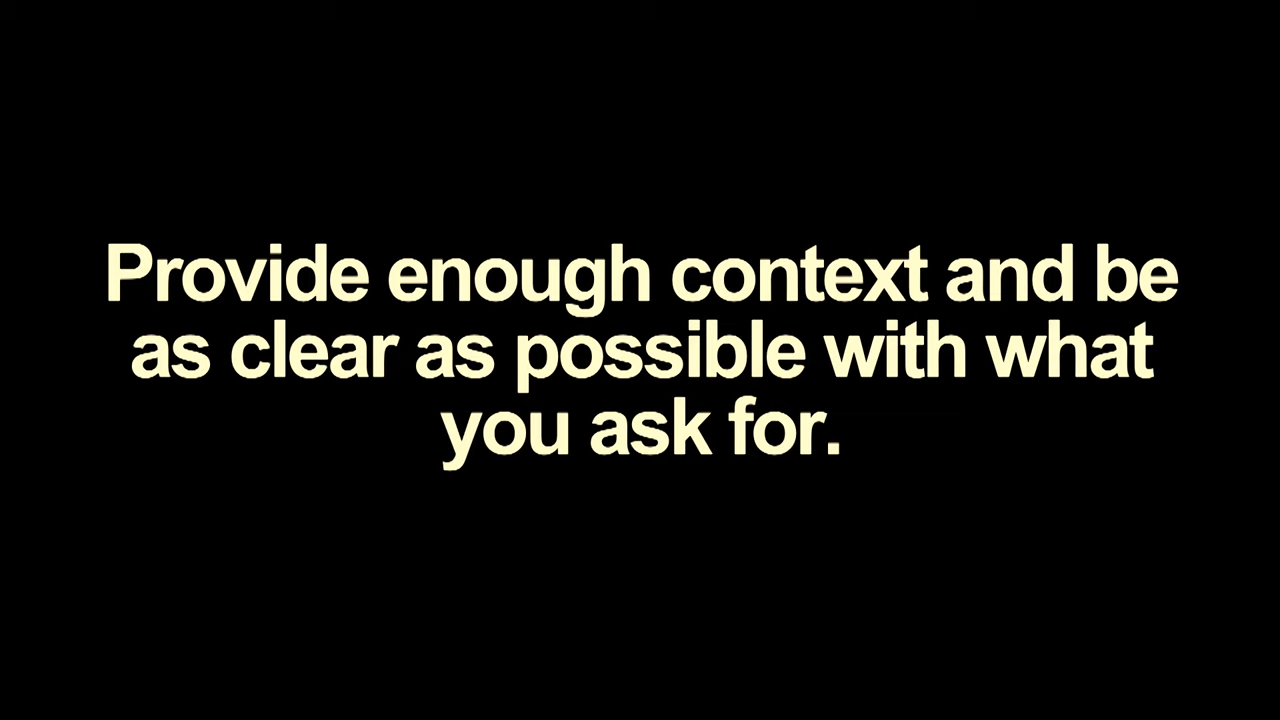 Provide enough context and be
as clear as possible with what
you ask for.